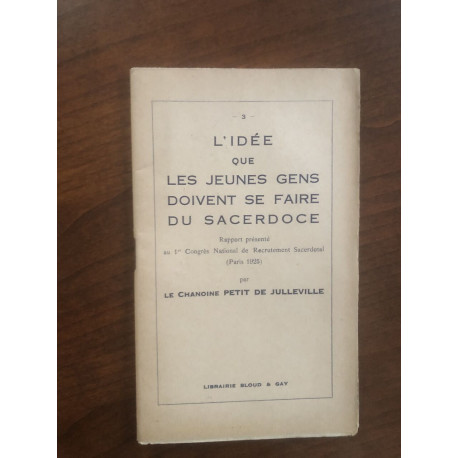 - 3 -
L'IDÉE
QUE
LES JEUNES GENS
DOIVENT SE FAIRE
DU SACERDOCE
Rapport présenté
au 1er Congrès National de Recrutement Sacerdotal
(Paris 1925)
par
LE CHANOINE PETIT DE JULLEVILLE
LIBRAIRIE BLOUD & GAY